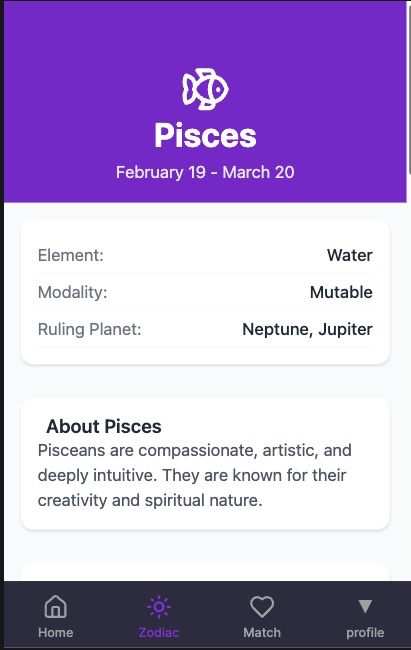 Pisces
February 19 - March 20
Element: Water
Modality: Mutable
Ruling Planet: Neptune, Jupiter
About Pisces
Pisceans are compassionate, artistic, and
deeply intuitive. They are known for their
creativity and spiritual nature.
Home Zodiac Match profile